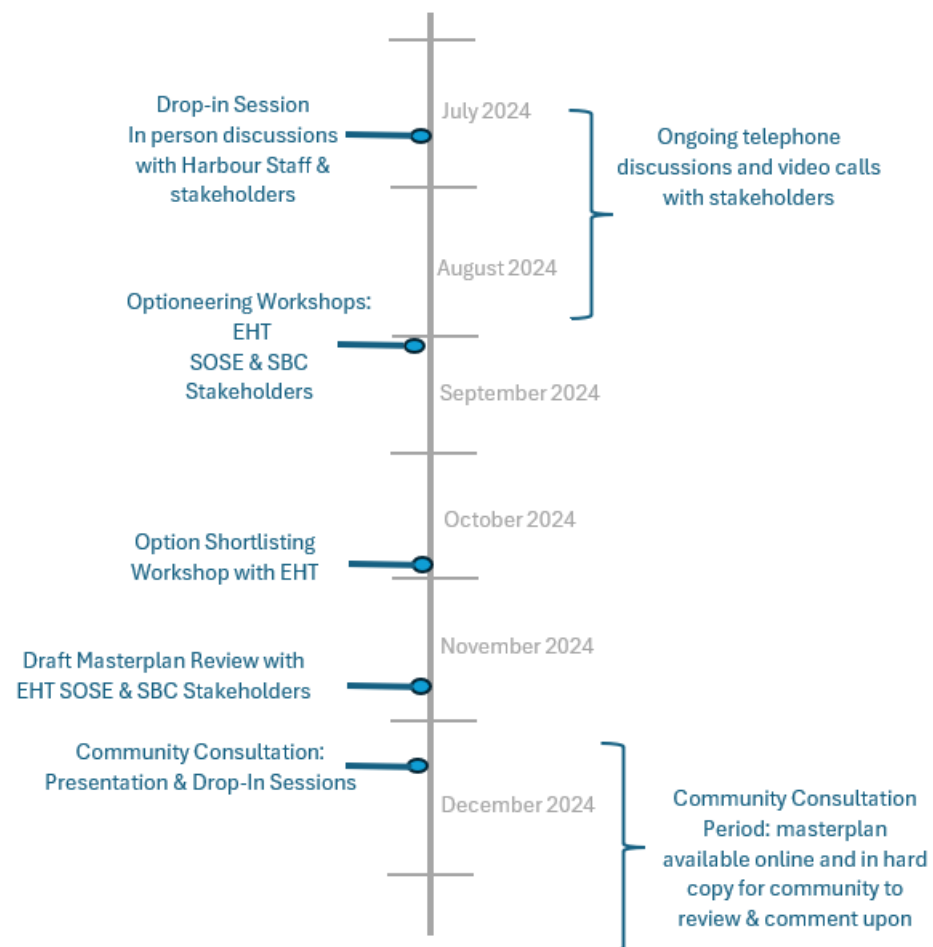 July 2024
Drop-in Session
In person discussions
with Harbour Staff &
stakeholders
Ongoing telephone
discussions and video calls
with stakeholders
August 2024
Optioneering Workshops:
EHT
SOSE & SBC
Stakeholders
September 2024
October 2024
Option Shortlisting
Workshop with EHT
November 2024
Draft Masterplan Review with
EHT SOSE & SBC Stakeholders
Community Consultation:
Presentation & Drop-In Sessions
December 2024
Community Consultation
Period: masterplan
available online and in hard
copy for community to
review & comment upon